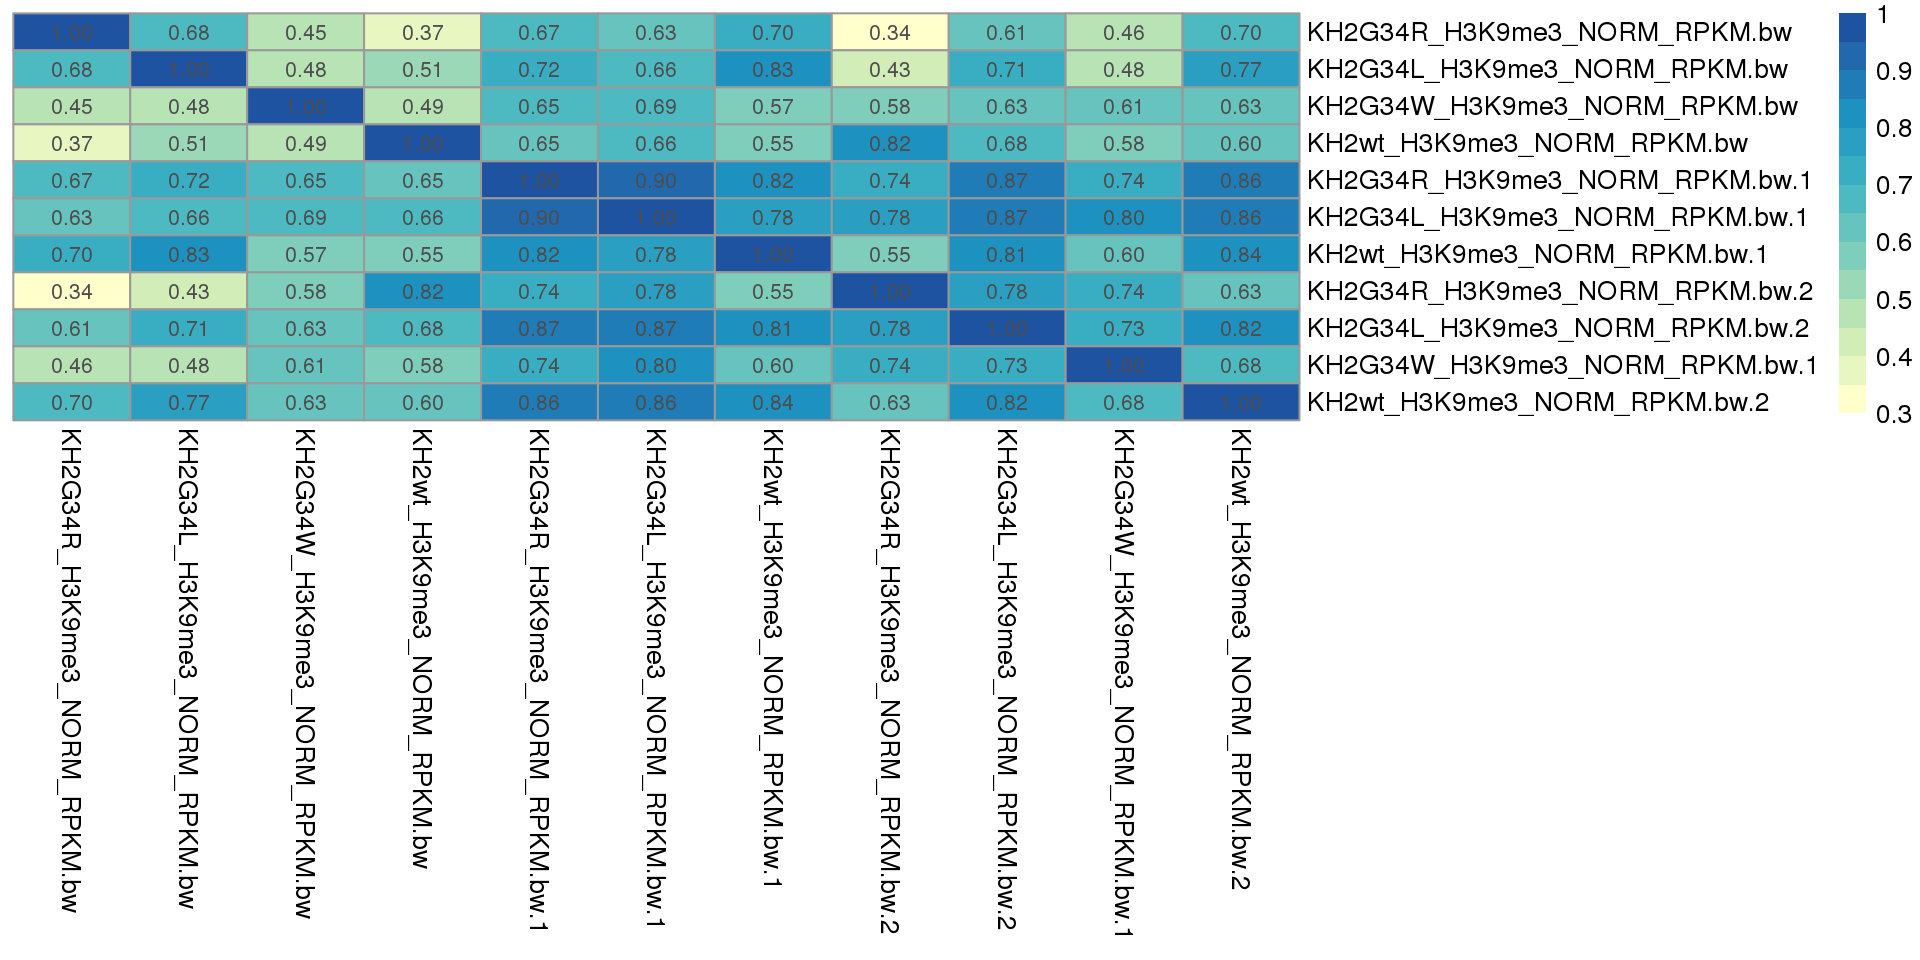 1.00 0.68 0.45 0.37 0.67 0.63 0.70 0.34 0.61 0.46 0.70 KH2G34R_H3K9me3_NORM_RPKM.bw
0.68 1.00 0.48 0.51 0.72 0.66 0.83 0.43 0.71 0.48 0.77 KH2G34L_H3K9me3_NORM_RPKM.bw
0.45 0.48 1.00 0.49 0.65 0.69 0.57 0.58 0.63 0.61 0.63 KH2G34W_H3K9me3_NORM_RPKM.bw
0.37 0.51 0.49 1.00 0.65 0.66 0.55 0.82 0.68 0.58 0.60 KH2wt_H3K9me3_NORM_RPKM.bw
0.67 0.72 0.65 0.65 1.00 0.90 0.82 0.74 0.87 0.74 0.86 KH2G34R_H3K9me3_NORM_RPKM.bw.1
0.63 0.66 0.69 0.66 0.90 1.00 0.78 0.78 0.87 0.80 0.86 KH2G34L_H3K9me3_NORM_RPKM.bw.1
0.70 0.83 0.57 0.55 0.82 0.78 1.00 0.55 0.81 0.60 0.84 KH2wt_H3K9me3_NORM_RPKM.bw.1
0.34 0.43 0.58 0.82 0.74 0.78 0.55 1.00 0.78 0.74 0.63 KH2G34R_H3K9me3_NORM_RPKM.bw.2
0.61 0.71 0.63 0.68 0.87 0.87 0.81 0.78 1.00 0.73 0.82 KH2G34L_H3K9me3_NORM_RPKM.bw.2
0.46 0.48 0.61 0.58 0.74 0.80 0.60 0.74 0.73 1.00 0.68 KH2G34W_H3K9me3_NORM_RPKM.bw.1
0.70 0.77 0.63 0.60 0.86 0.86 0.84 0.63 0.82 0.68 1.00 KH2wt_H3K9me3_NORM_RPKM.bw.2
KH2G34R_H3K9me3_NORM_RPKM.bw
KH2G34L_H3K9me3_NORM_RPKM.bw
KH2G34W_H3K9me3_NORM_RPKM.bw
KH2wt_H3K9me3_NORM_RPKM.bw
KH2G34R_H3K9me3_NORM_RPKM.bw.1
KH2G34L_H3K9me3_NORM_RPKM.bw.1
KH2wt_H3K9me3_NORM_RPKM.bw.1
KH2G34R_H3K9me3_NORM_RPKM.bw.2
KH2G34L_H3K9me3_NORM_RPKM.bw.2
KH2G34W_H3K9me3_NORM_RPKM.bw.1
KH2wt_H3K9me3_NORM_RPKM.bw.2
1
0.9
0.8
0.7
0.6
0.5
0.4
0.3